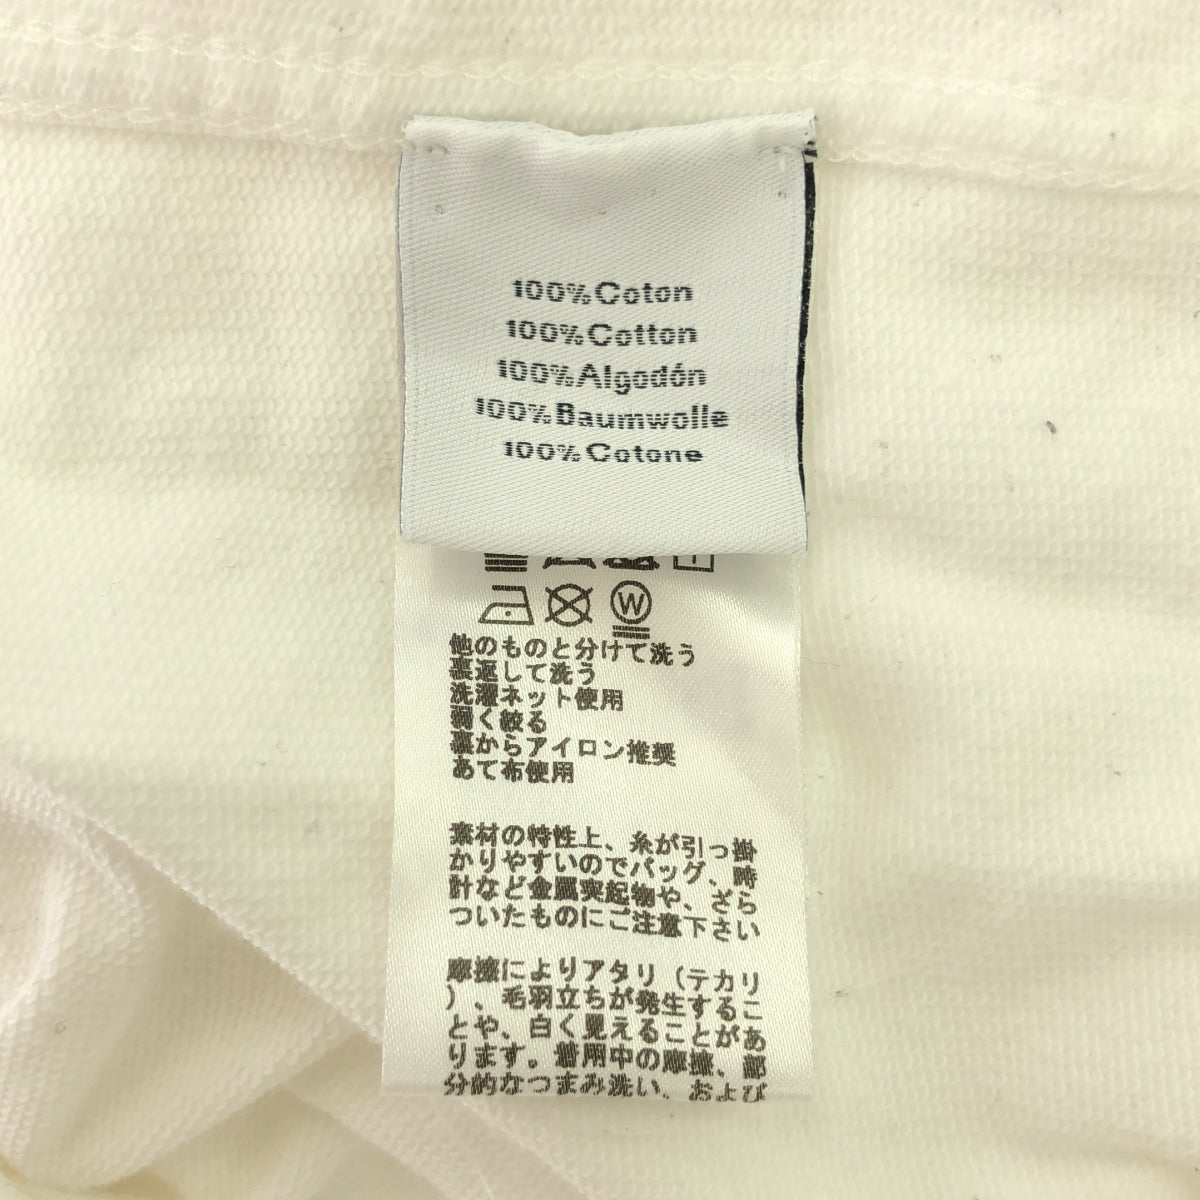 100%Coton
100%Cotton
100%Algodón
100%Baumwolle
100%Cotone
W
他のものと分けて洗う
裏返して洗う
洗濯ネット使用
弱く絞る
裏からアイロン推奨
あて布使用
素材の特性上、糸が引っ掛
かりやすいのでバッグ、時
計など金属突起物や、ざら
ついたものにご注意下さい
摩擦によりアタリ（テカリ
）、毛羽立ちが発生するこ
とや、白く見えることがあ
ります。着用中の摩擦、部
分的なつまみ洗い、および